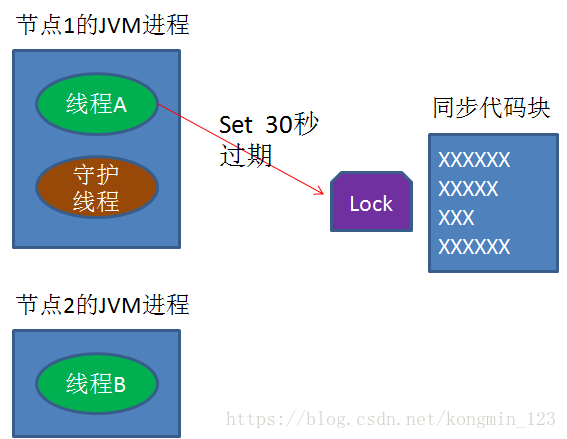 节点1的JVM进程
线程A
守护
线程
Set 30秒
过期
Lock
同步代码块
XXXXXX
XXXXX
XXX
XXXXXX
节点2的JVM进程
线程B
https://blog.csdn.net/kongmin_123